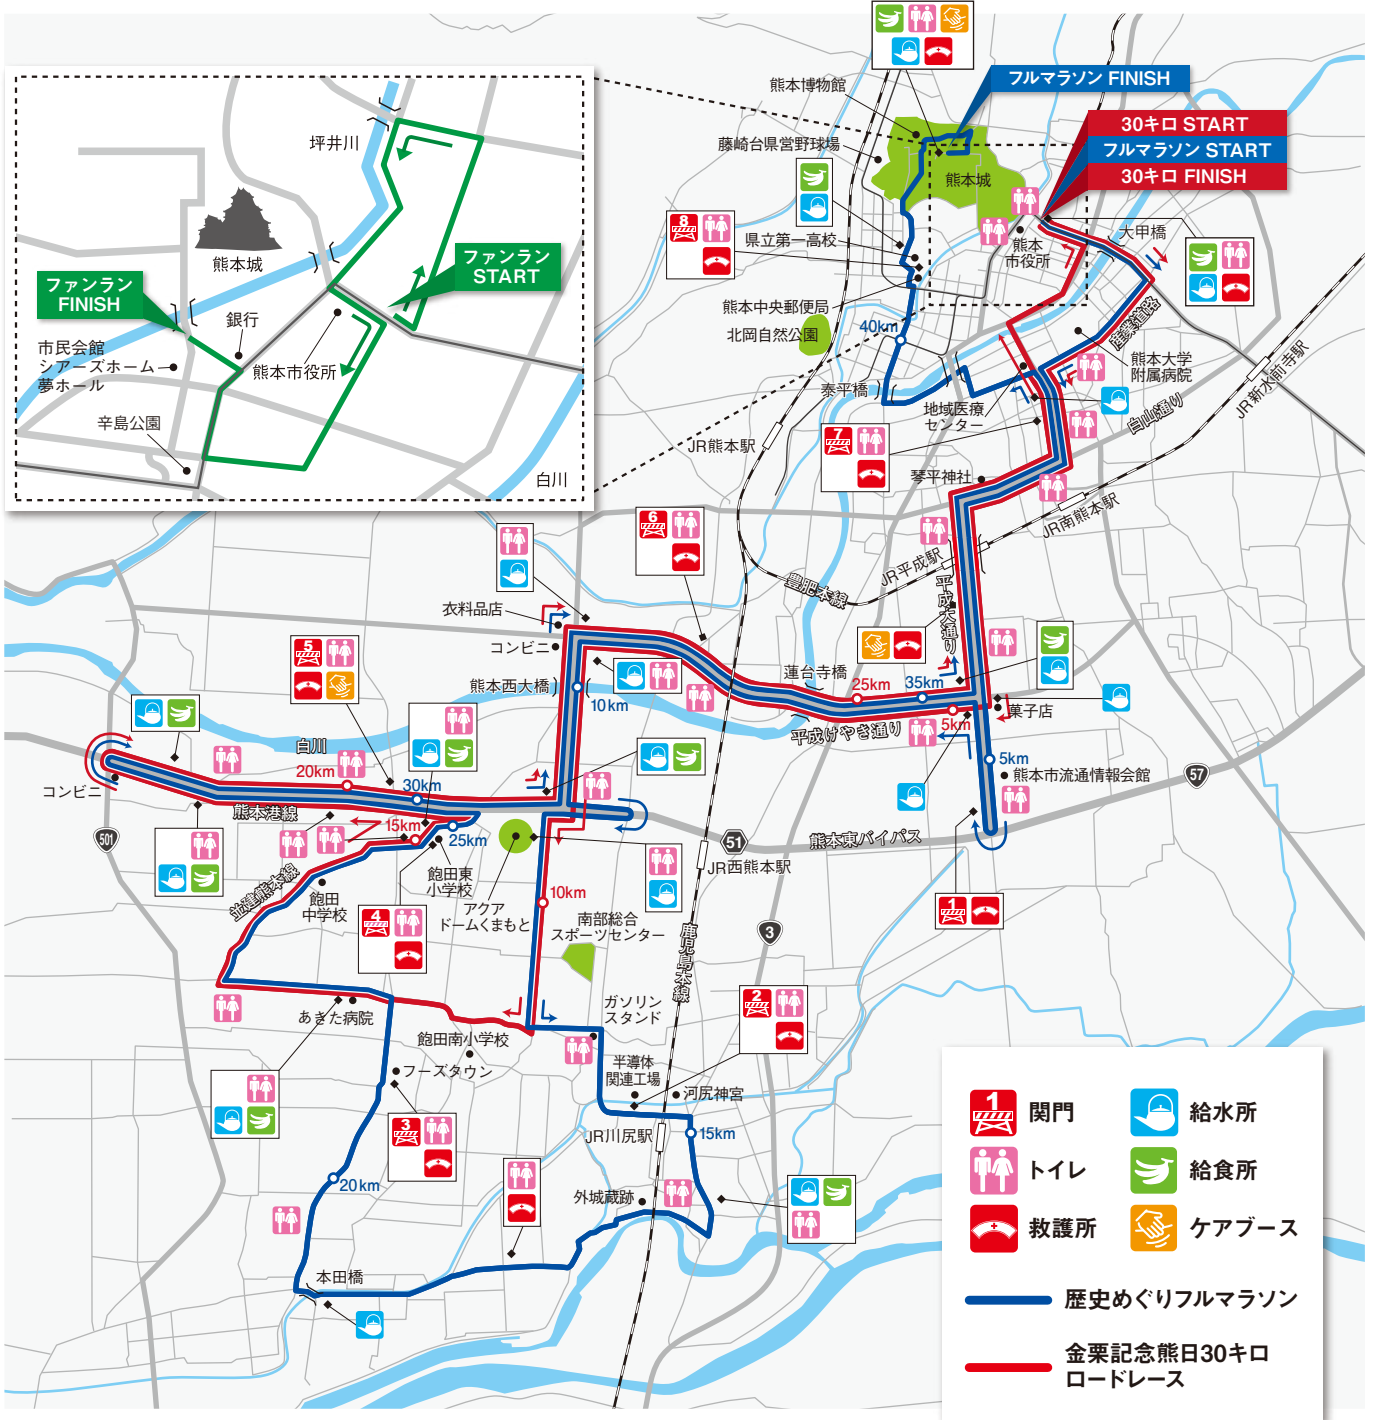 フルマラソン FINISH
30キロ START
フルマラソン START
30キロ FINISH
熊本博物館
藤崎台県営野球場
熊本城
県立第一高校
熊本
市役所
大甲橋
8
熊本中央郵便局
北岡自然公園
40km
産業道路
熊本大学
附属病院
JR新水前寺駅
泰平橋
地域医療
センター
白山通り
JR熊本駅
7
琴平神社
JR南熊本駅
坪井川
熊本城
ファンラン
START
ファンラン
FINISH
銀行
市民会館
シアーズホーム
夢ホール
熊本市役所
辛島公園
白川
6
JR平成駅
豊肥本線
平成大通り
衣料品店
コンビニ
5
熊本西大橋
10km
蓮台寺橋
25km
35km
5km
菓子店
平成けやき通り
5km
熊本市流通情報会館
57
白川
20km
30km
コンビニ
熊本港線
15km
25km
501
51
熊本東バイパス
JR西熊本駅
飽田東
小学校
アクア
ドームくまもと
10km
並建熊本線
飽田
中学校
4
南部総合
スポーツセンター
鹿児島本線
3
1
あきた病院
飽田南小学校
ガソリン
スタンド
2
フーズタウン
半導体
関連工場
河尻神宮
3
JR川尻駅
15km
20km
外城蔵跡
本田橋
1
関門
給水所
トイレ
給食所
救護所
ケアブース
歴史めぐりフルマラソン
金栗記念熊日30キロ
ロードレース